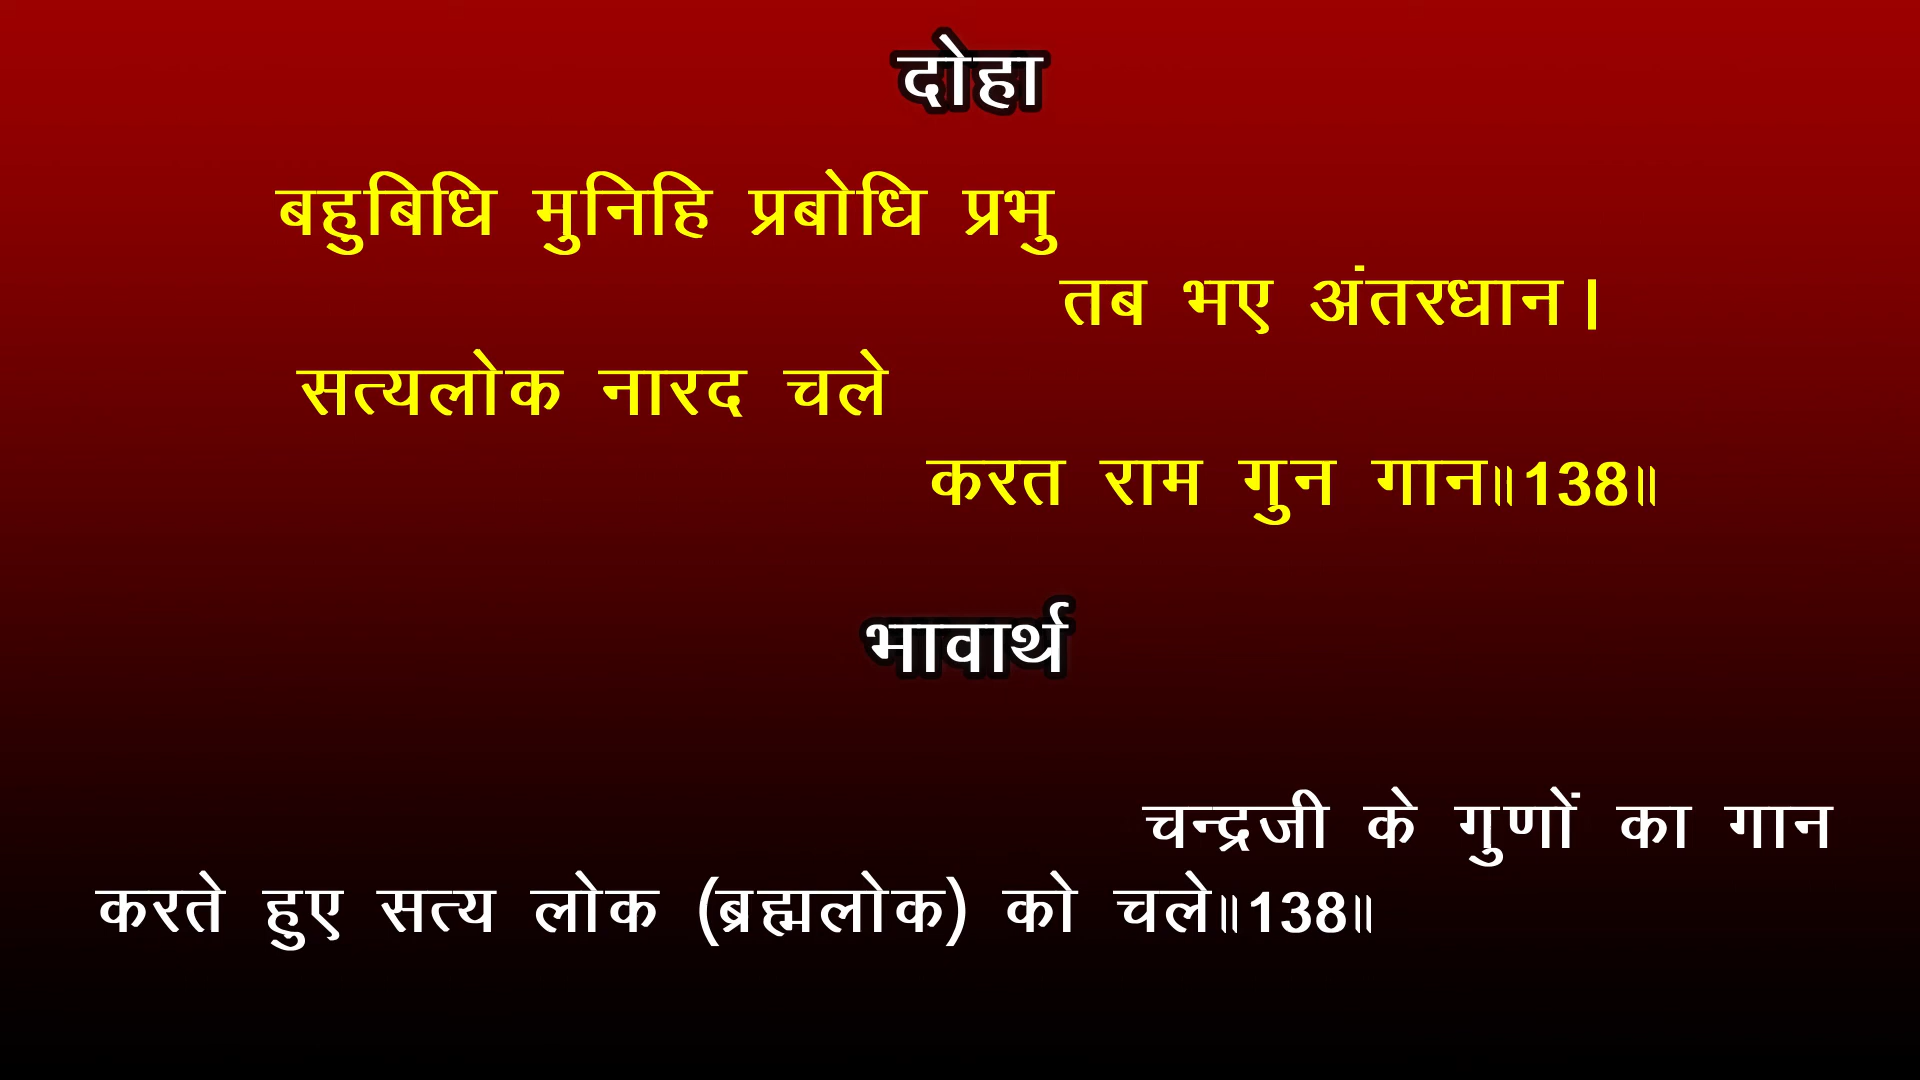 दोहा
बहुबिधि मुनिहि प्रबोधि प्रभु
तब भए अंतरधान।
सत्यलोक नारद चले
करत राम गुन गान॥138॥
भावार्थ
चन्द्रजी के गुणों का गान
करते हुए सत्य लोक (ब्रह्मलोक) को चले॥138॥